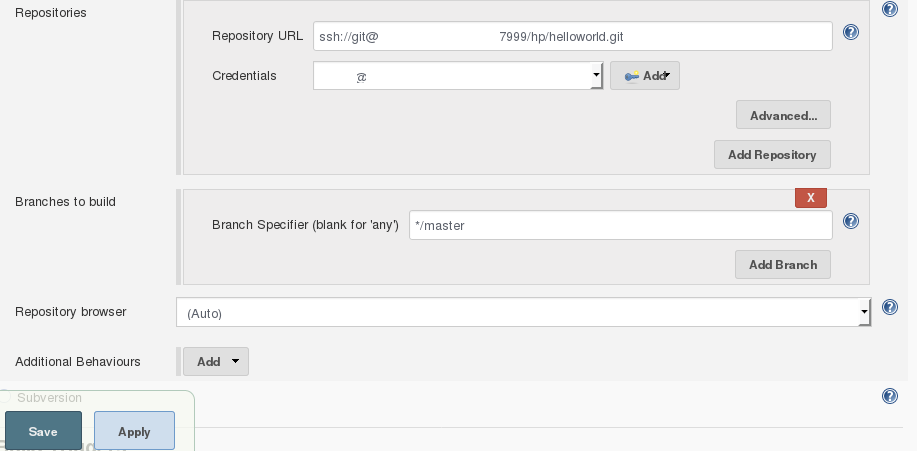 Repositories
Repository URL ssh://git@ 7999/hp/helloworld.git
Credentials @ Add
Advanced...
Add Repository
Branches to build
X
Branch Specifier (blank for 'any') */master
Add Branch
Repository browser (Auto)
Additional Behaviours Add
Subversion
Save Apply